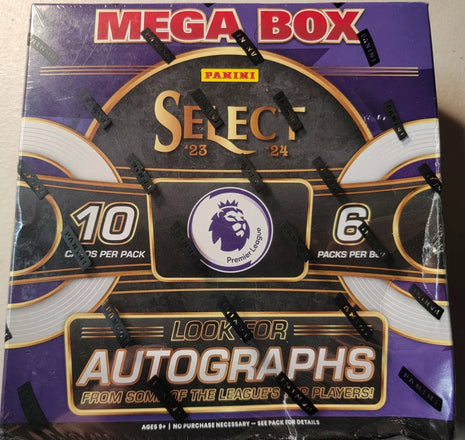 MEGA BOX
PANINI
SELECT
'23 24
10
CARDS PER PACK
6
PACKS PER BOX
Premier League
LOOK FOR
AUTOGRAPHS
FROM SOME OF THE LEAGUE'S TOP PLAYERS!
AGES 9+ | NO PURCHASE NECESSARY – SEE PACK FOR DETAILS